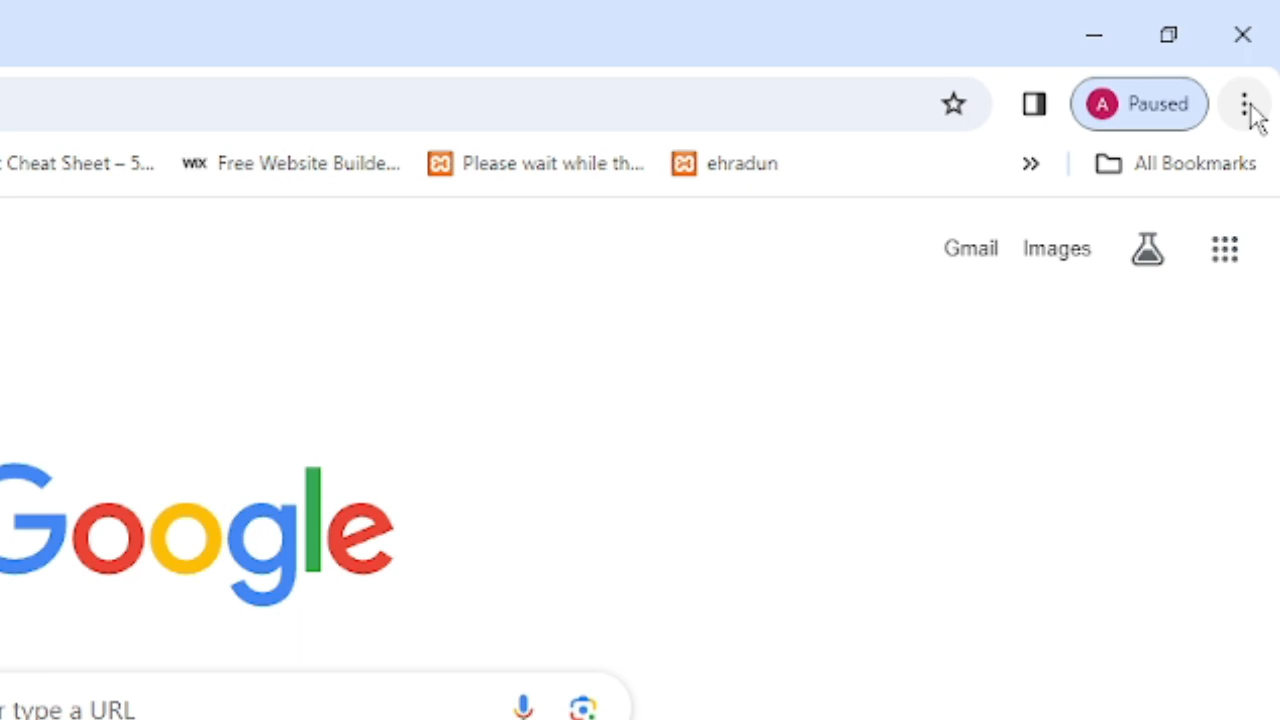 A Paused
Cheat Sheet – 5...
WIX Free Website Builde...
Please wait while th...
ehradun
All Bookmarks
Gmail Images
Google
type a URL